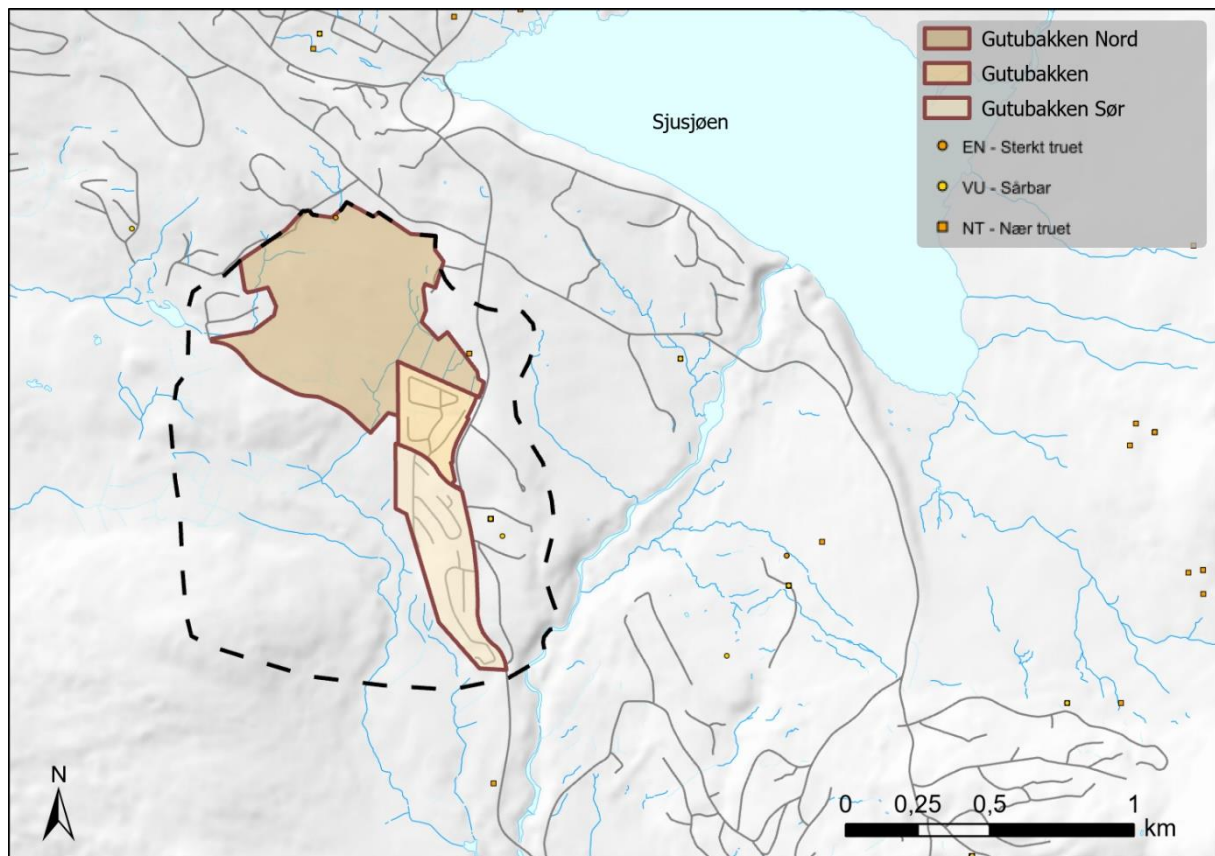 Gutubakken Nord
Gutubakken
Gutubakken Sør
EN - Sterkt truet
VU - Sårbar
NT - Nær truet
Sjusjøen
N
0 0,25 0,5 1
km